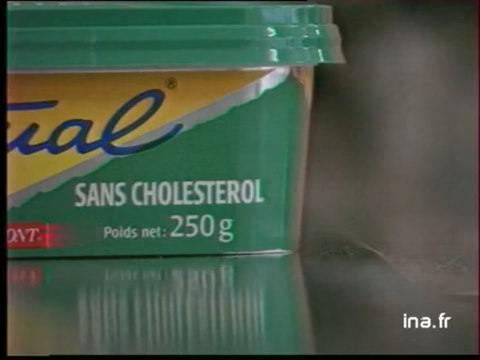 ual®
SANS CHOLESTEROL
ONT
Poids net: 250 g
ina.fr